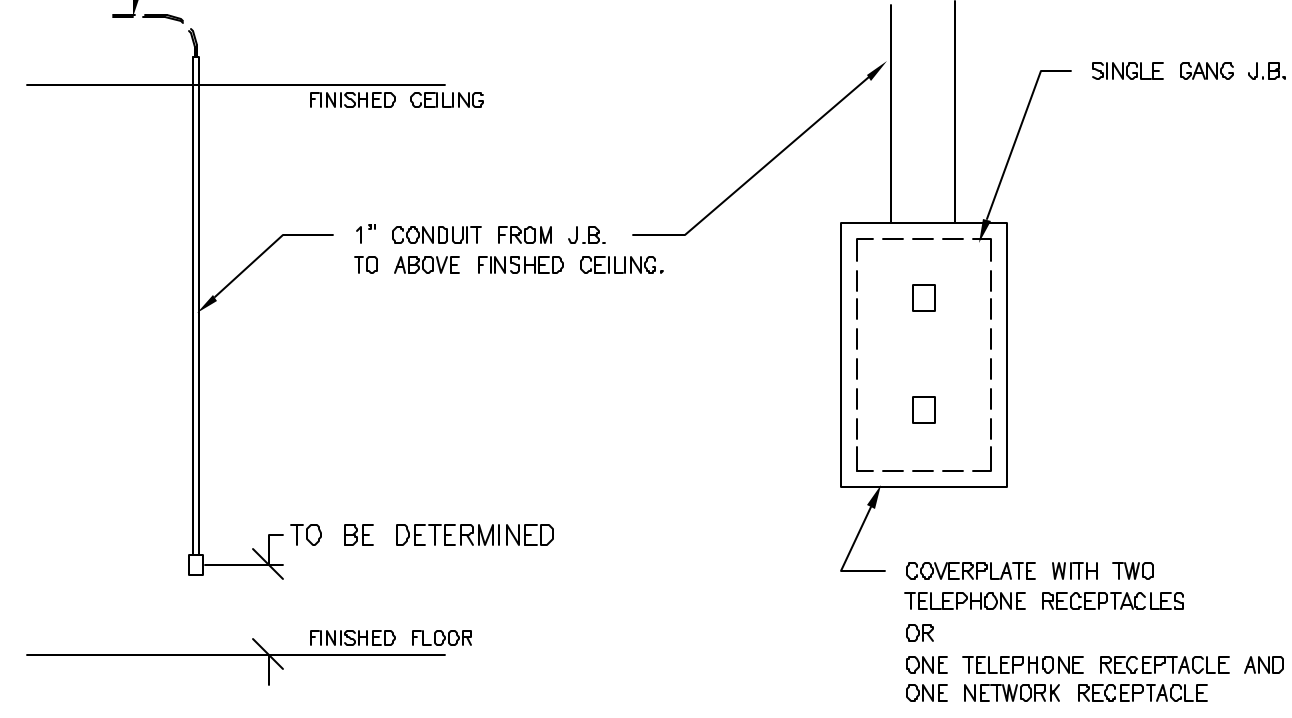 SINGLE GANG J.B.
FINISHED CEILING
1" CONDUIT FROM J.B.
TO ABOVE FINSHED CEILING.
TO BE DETERMINED
COVERPLATE WITH TWO
TELEPHONE RECEPTACLES
OR
ONE TELEPHONE RECEPTACLE AND
ONE NETWORK RECEPTACLE
FINISHED FLOOR